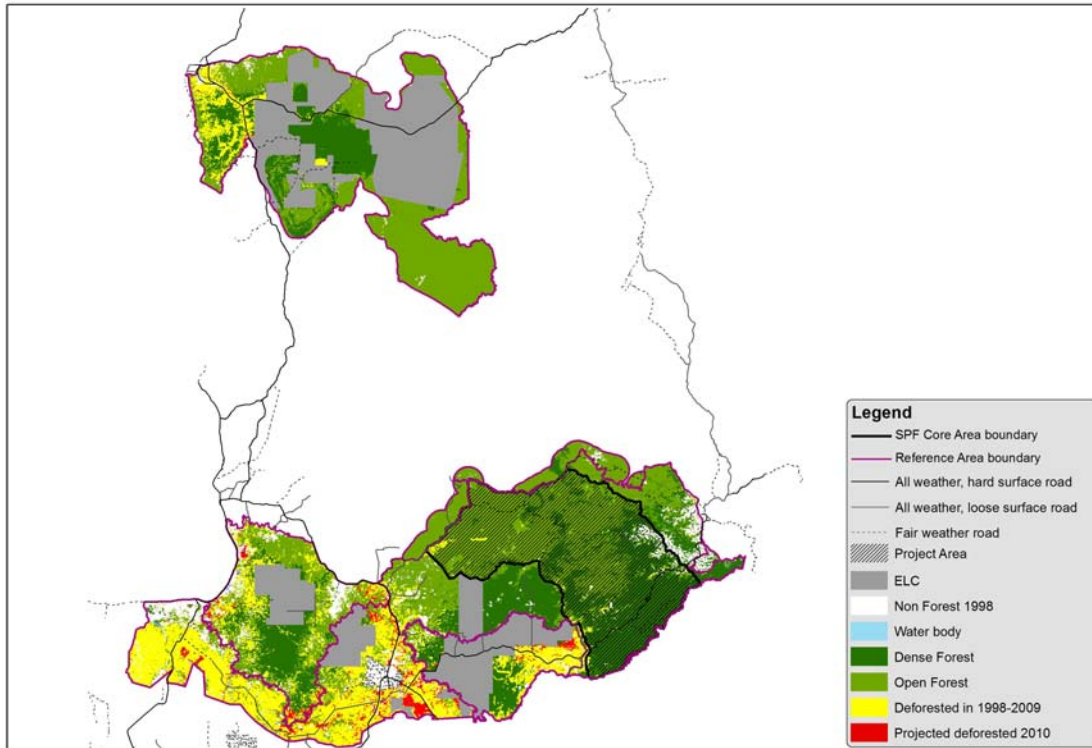 Legend
SPF Core Area boundary
Reference Area boundary
All weather, hard surface road
All weather, loose surface road
Fair weather road
Project Area
ELC
Non Forest 1998
Water body
Dense Forest
Open Forest
Deforested in 1998-2009
Projected deforested 2010